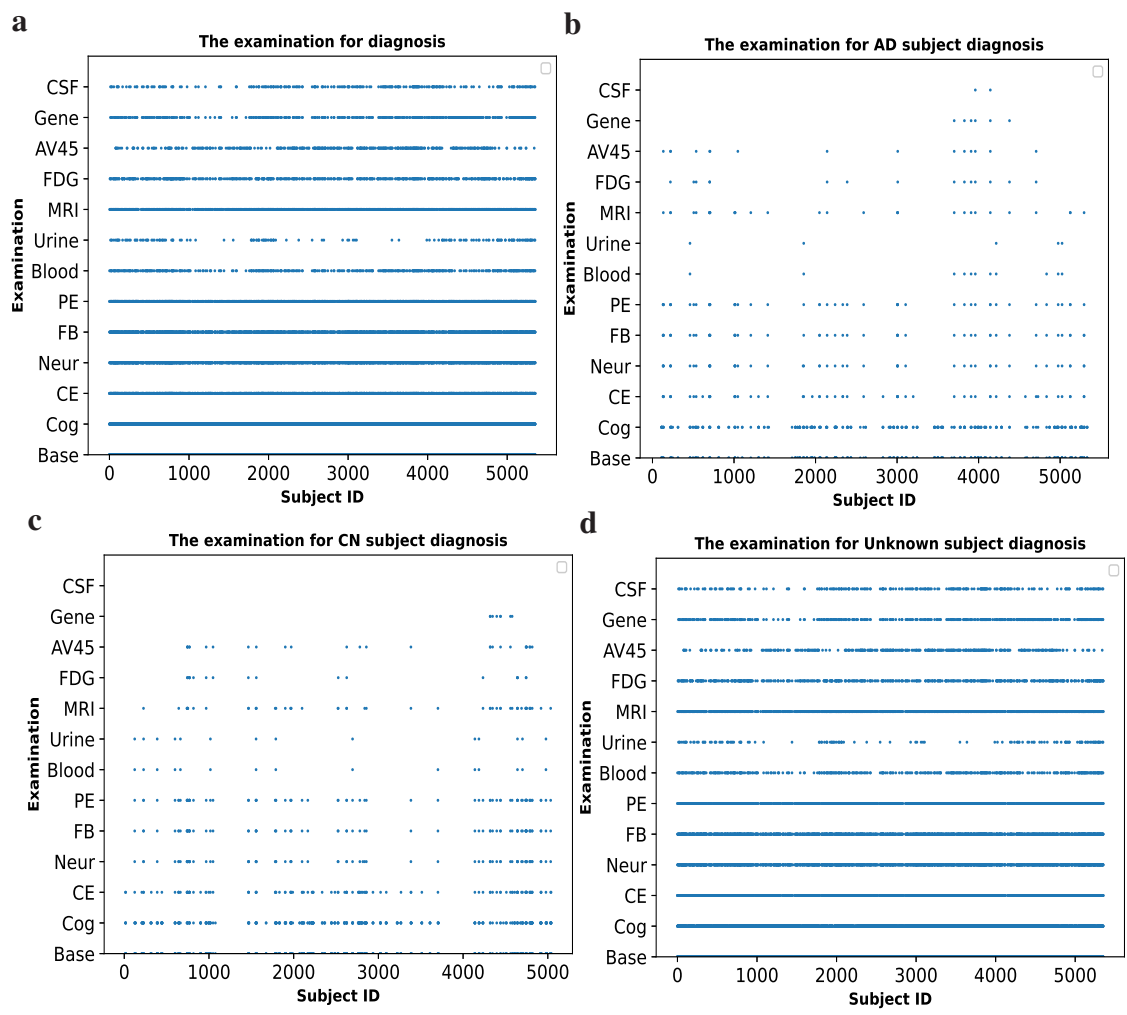 a
The examination for diagnosis
CSF
Gene
AV45
FDG
MRI
Urine
Blood
PE
FB
Neur
CE
Cog
Base
Examination
0 1000 2000 3000 4000 5000
Subject ID
b
The examination for AD subject diagnosis
CSF
Gene
AV45
FDG
MRI
Urine
Blood
PE
FB
Neur
CE
Cog
Base
Examination
0 1000 2000 3000 4000 5000
Subject ID
c
The examination for CN subject diagnosis
CSF
Gene
AV45
FDG
MRI
Urine
Blood
PE
FB
Neur
CE
Cog
Base
Examination
0 1000 2000 3000 4000 5000
Subject ID
d
The examination for Unknown subject diagnosis
CSF
Gene
AV45
FDG
MRI
Urine
Blood
PE
FB
Neur
CE
Cog
Base
Examination
0 1000 2000 3000 4000 5000
Subject ID